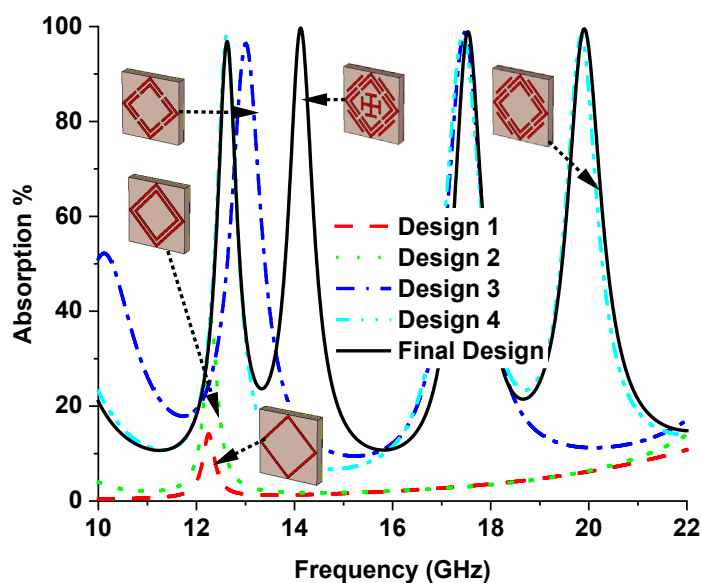 Absorption %
100
80
60
40
20
0
Design 1
Design 2
Design 3
Design 4
Final Design
10
12
14
16
18
20
22
Frequency (GHz)